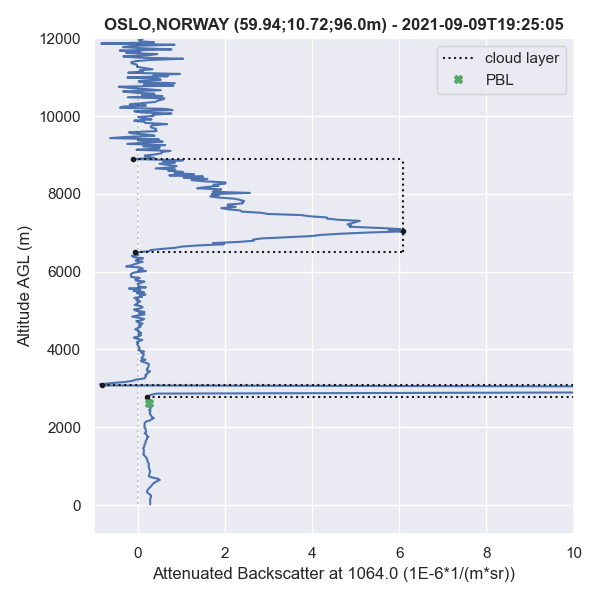 OSLO,NORWAY (59.94;10.72;96.0m) - 2021-09-09T19:25:05
cloud layer
PBL
12000
10000
8000
6000
4000
2000
0
Altitude AGL (m)
0 2 4 6 8 10
Attenuated Backscatter at 1064.0 (1E-6*1/(m*sr))